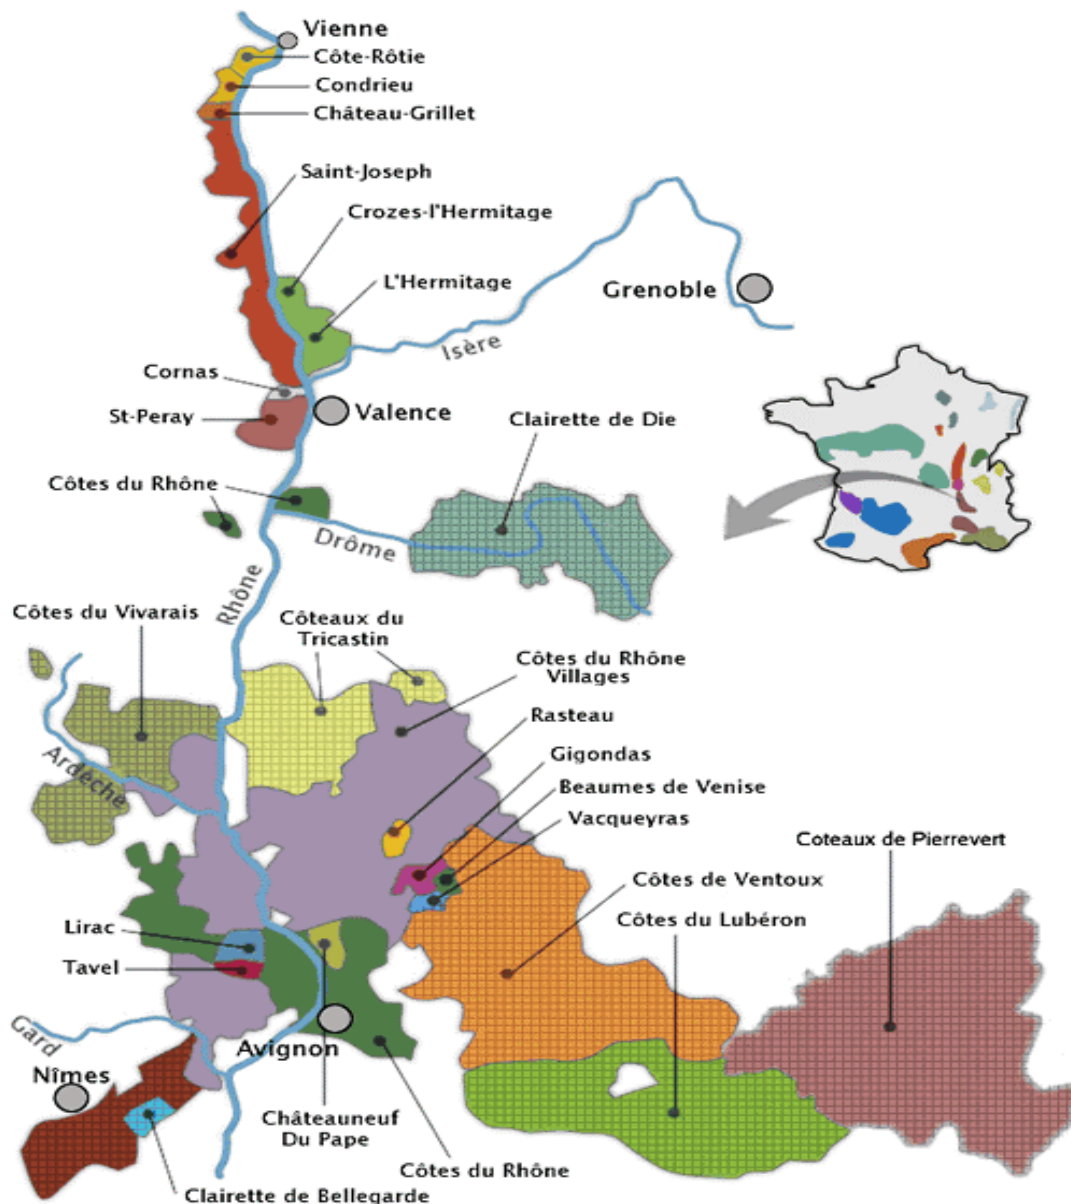 Vienne
Côte-Rôtie
Condrieu
Château-Grillet
Saint-Joseph
Crozes-l'Hermitage
L'Hermitage
Grenoble
Isère
Cornas
St-Peray
Valence
Clairette de Die
Côtes du Rhône
Drôme
Rhône
Côtes du Vivarais
Côteaux du
Tricastin
Côtes du Rhône
Villages
Rasteau
Gigondas
Ardèche
Beaumes de Venise
Vacqueyras
Coteaux de Pierrevert
Côtes de Ventoux
Côtes du Lubéron
Lirac
Tavel
Gard
Avignon
Nîmes
Châteauneuf
Du Pape
Côtes du Rhône
Clairette de Bellegarde